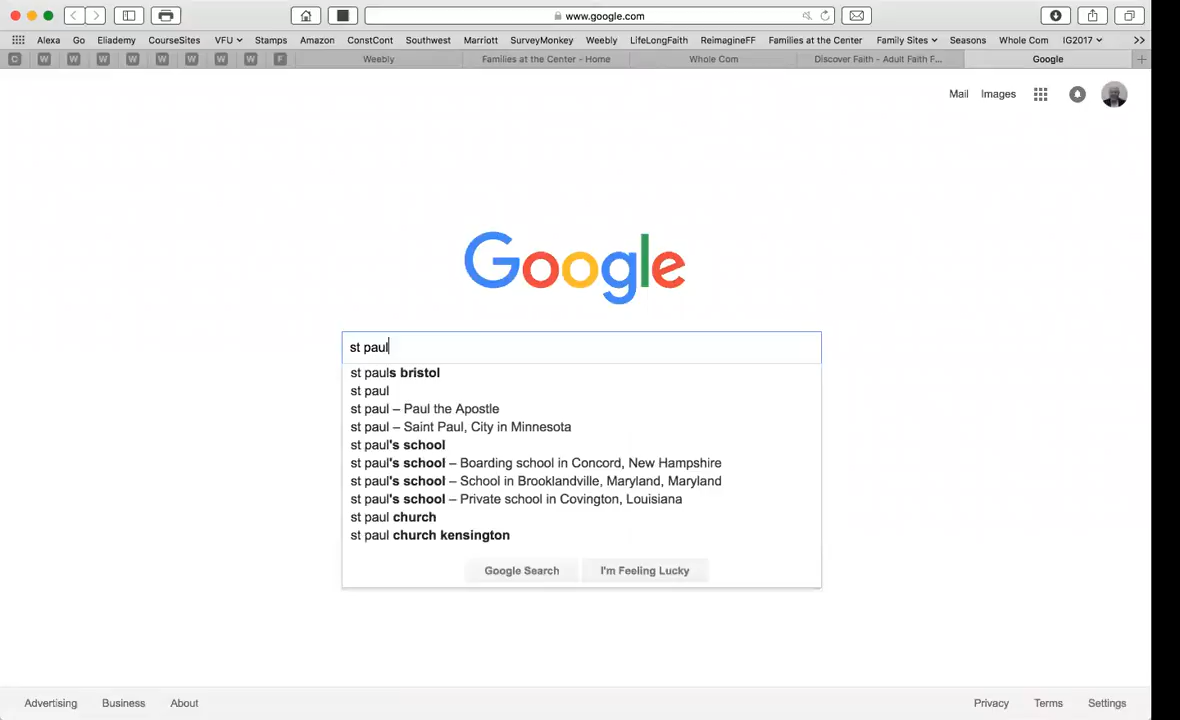 www.google.com
Alexa Go Eliademy CourseSites VFU Stamps Amazon ConstCont Southwest Marriott SurveyMonkey Weebly LifeLongFaith ReimagineFF Families at the Center Family Sites Seasons Whole Com IG2017 >>
C W W W W W W W W F Weebly Families at the Center - Home Whole Com Discover Faith - Adult Faith F... Google +
Mail Images
Google
st paul
st pauls bristol
st paul
st paul – Paul the Apostle
st paul – Saint Paul, City in Minnesota
st paul's school
st paul's school – Boarding school in Concord, New Hampshire
st paul's school – School in Brooklandville, Maryland, Maryland
st paul's school – Private school in Covington, Louisiana
st paul church
st paul church kensington
Google Search I'm Feeling Lucky
Advertising Business About Privacy Terms Settings